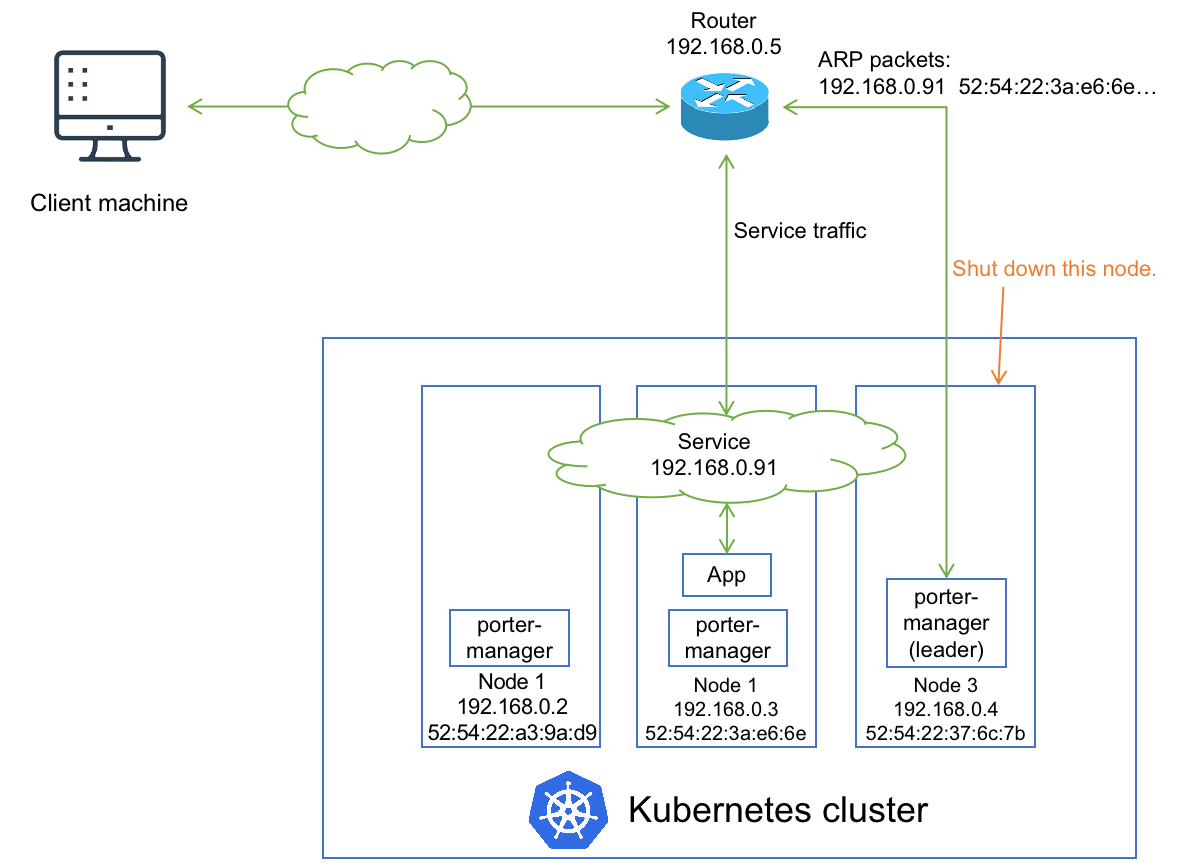 Router
192.168.0.5
ARP packets:
192.168.0.91  52:54:22:3a:e6:6e…
Client machine
Service traffic
Shut down this node.
Service
192.168.0.91
App
porter-
manager
Node 1
192.168.0.2
52:54:22:a3:9a:d9
porter-
manager
Node 1
192.168.0.3
52:54:22:3a:e6:6e
porter-
manager
(leader)
Node 3
192.168.0.4
52:54:22:37:6c:7b
Kubernetes cluster